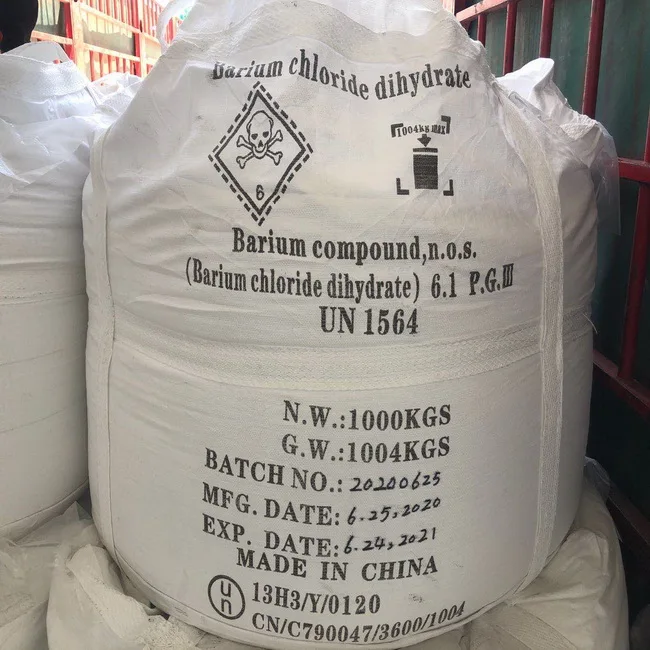 Barium chloride dihydrate
1004KG MAX
6
Barium compound,n.o.s.
(Barium chloride dihydrate) 6.1 P.G.Ⅲ
UN 1564
N.W.:1000KGS
G.W.:1004KGS
BATCH NO.: 20200625
MFG. DATE: 6.25,2020
EXP. DATE: 6.24,2021
MADE IN CHINA
un 13H3/Y/0120
CN/C790047/3600/1004